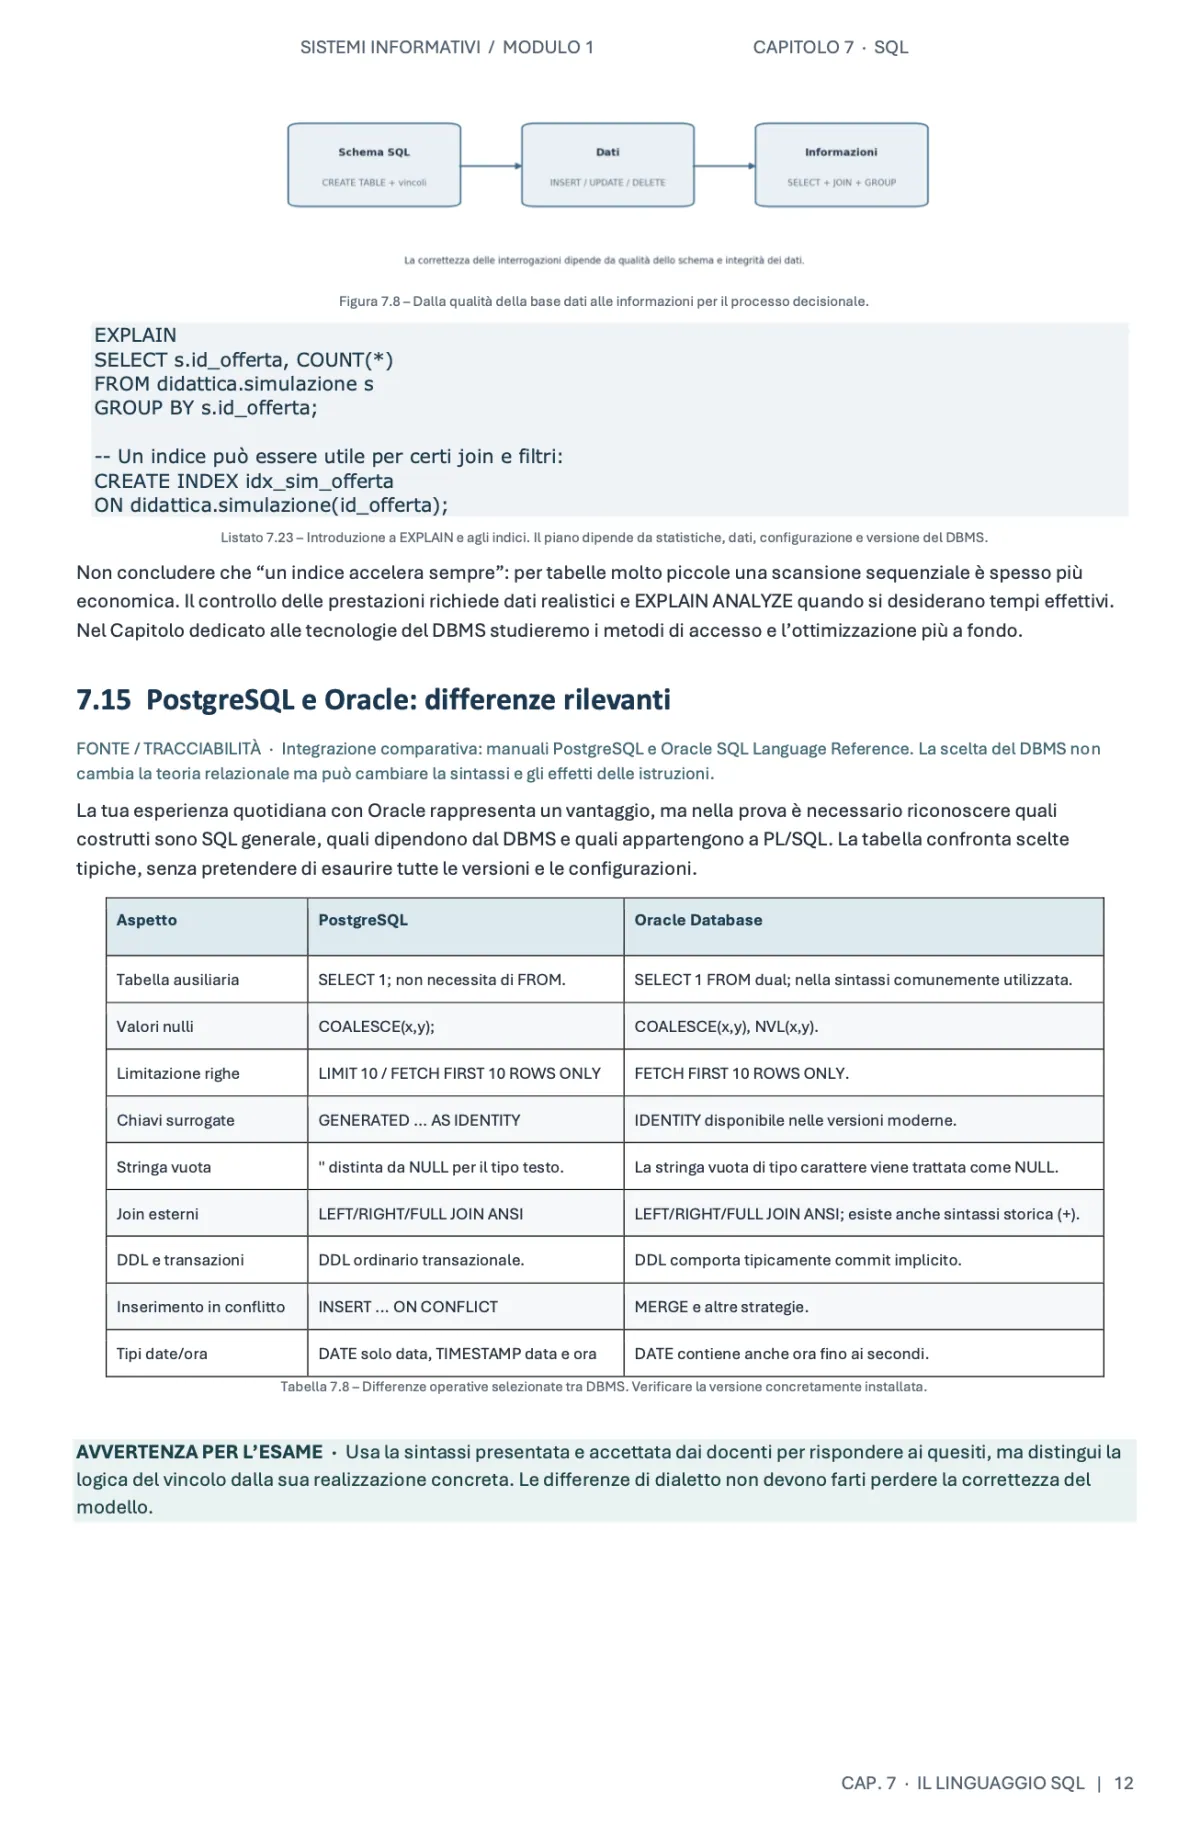 SISTEMI INFORMATIVI / MODULO 1 CAPITOLO 7 · SQL
Schema SQL
CREATE TABLE + vincoli
Dati
INSERT / UPDATE / DELETE
Informazioni
SELECT + JOIN + GROUP
La correttezza delle interrogazioni dipende da qualità dello schema e integrità dei dati.
Figura 7.8 – Dalla qualità della base dati alle informazioni per il processo decisionale.
EXPLAIN
SELECT s.id_offerta, COUNT(*)
FROM didattica.simulazione s
GROUP BY s.id_offerta;
-- Un indice può essere utile per certi join e filtri:
CREATE INDEX idx_sim_offerta
ON didattica.simulazione(id_offerta);
Listato 7.23 – Introduzione a EXPLAIN e agli indici. Il piano dipende da statistiche, dati, configurazione e versione del DBMS.
Non concludere che “un indice accelera sempre”: per tabelle molto piccole una scansione sequenziale è spesso più
economica. Il controllo delle prestazioni richiede dati realistici e EXPLAIN ANALYZE quando si desiderano tempi effettivi.
Nel Capitolo dedicato alle tecnologie del DBMS studieremo i metodi di accesso e l’ottimizzazione più a fondo.
7.15 PostgreSQL e Oracle: differenze rilevanti
FONTE / TRACCIABILITÀ · Integrazione comparativa: manuali PostgreSQL e Oracle SQL Language Reference. La scelta del DBMS non
cambia la teoria relazionale ma può cambiare la sintassi e gli effetti delle istruzioni.
La tua esperienza quotidiana con Oracle rappresenta un vantaggio, ma nella prova è necessario riconoscere quali
costrutti sono SQL generale, quali dipendono dal DBMS e quali appartengono a PL/SQL. La tabella confronta scelte
tipiche, senza pretendere di esaurire tutte le versioni e le configurazioni.
Aspetto PostgreSQL Oracle Database
Tabella ausiliaria SELECT 1; non necessita di FROM. SELECT 1 FROM dual; nella sintassi comunemente utilizzata.
Valori nulli COALESCE(x,y); COALESCE(x,y), NVL(x,y).
Limitazione righe LIMIT 10 / FETCH FIRST 10 ROWS ONLY FETCH FIRST 10 ROWS ONLY.
Chiavi surrogate GENERATED ... AS IDENTITY IDENTITY disponibile nelle versioni moderne.
Stringa vuota '' distinta da NULL per il tipo testo. La stringa vuota di tipo carattere viene trattata come NULL.
Join esterni LEFT/RIGHT/FULL JOIN ANSI LEFT/RIGHT/FULL JOIN ANSI; esiste anche sintassi storica (+).
DDL e transazioni DDL ordinario transazionale. DDL comporta tipicamente commit implicito.
Inserimento in conflitto INSERT ... ON CONFLICT MERGE e altre strategie.
Tipi date/ora DATE solo data, TIMESTAMP data e ora DATE contiene anche ora fino ai secondi.
Tabella 7.8 – Differenze operative selezionate tra DBMS. Verificare la versione concretamente installata.
AVVERTENZA PER L’ESAME · Usa la sintassi presentata e accettata dai docenti per rispondere ai quesiti, ma distingui la
logica del vincolo dalla sua realizzazione concreta. Le differenze di dialetto non devono farti perdere la correttezza del
modello.
CAP. 7 · IL LINGUAGGIO SQL | 12